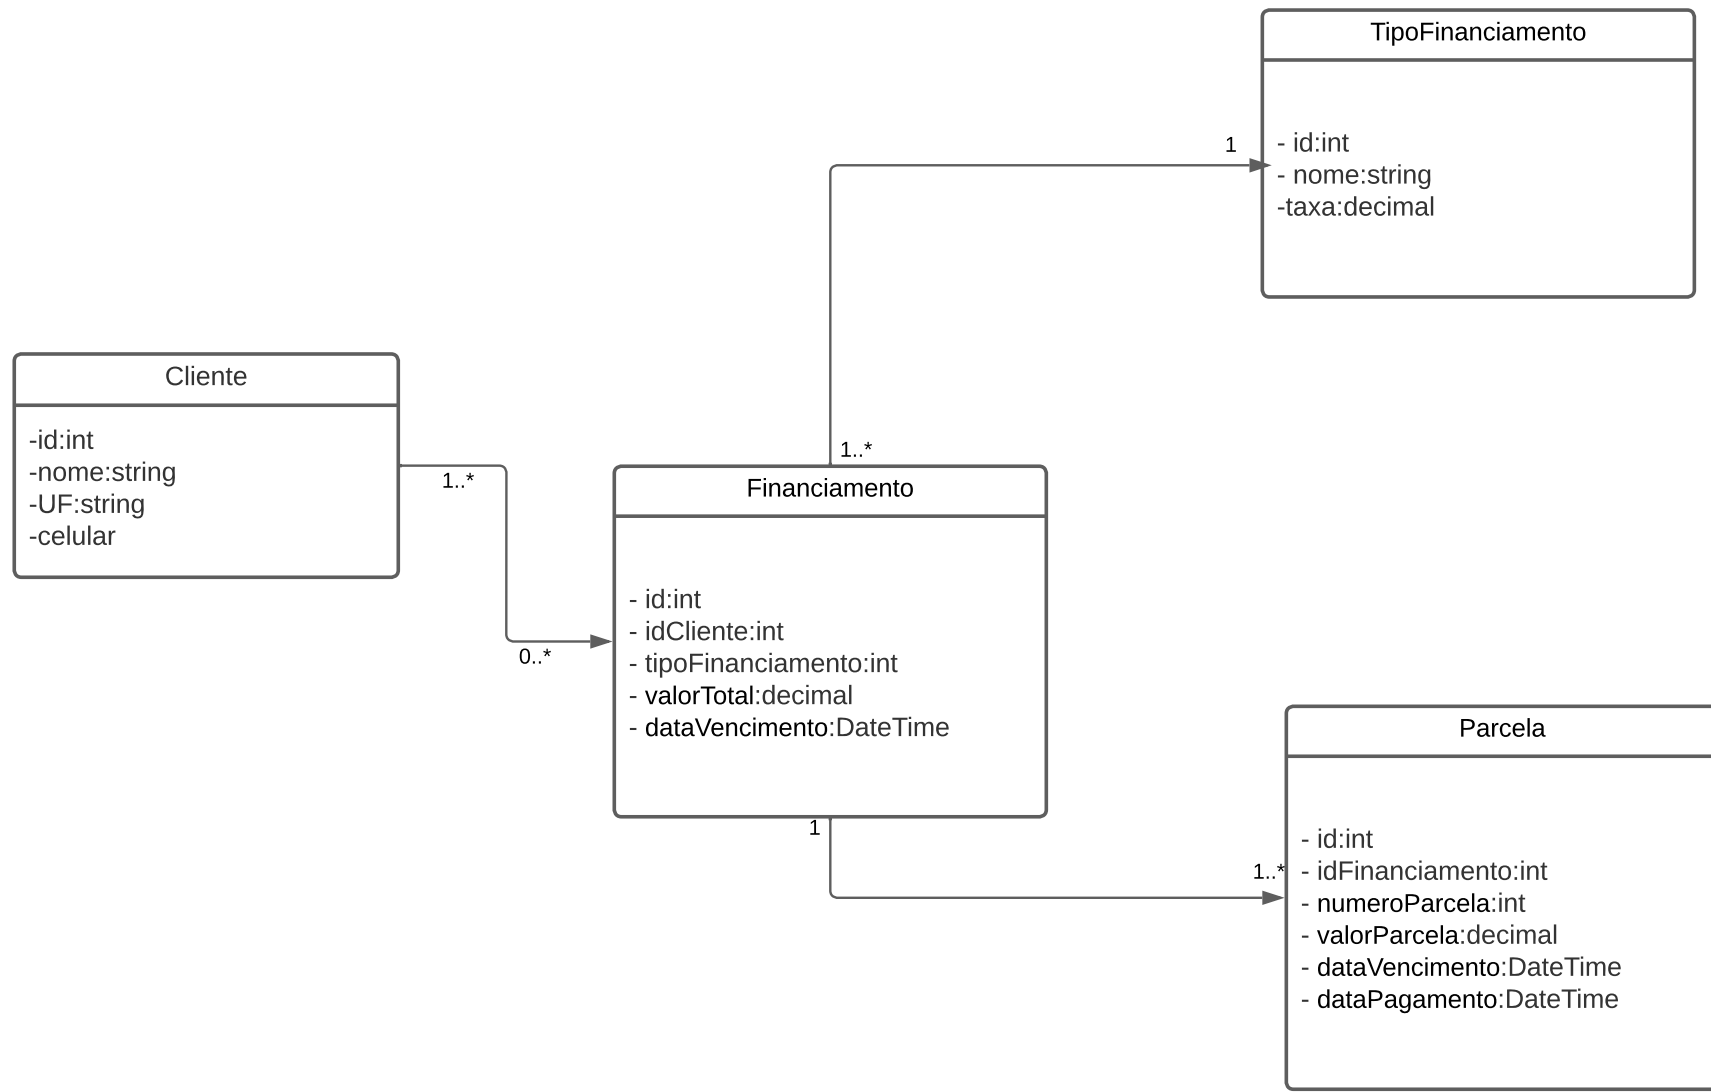 TipoFinanciamento
1
- id:int
- nome:string
-taxa:decimal
Cliente
-id:int
-nome:string
-UF:string
-celular
1..*
0..*
1..*
Financiamento
- id:int
- idCliente:int
- tipoFinanciamento:int
- valorTotal:decimal
- dataVencimento:DateTime
1
1..*
Parcela
- id:int
- idFinanciamento:int
- numeroParcela:int
- valorParcela:decimal
- dataVencimento:DateTime
- dataPagamento:DateTime